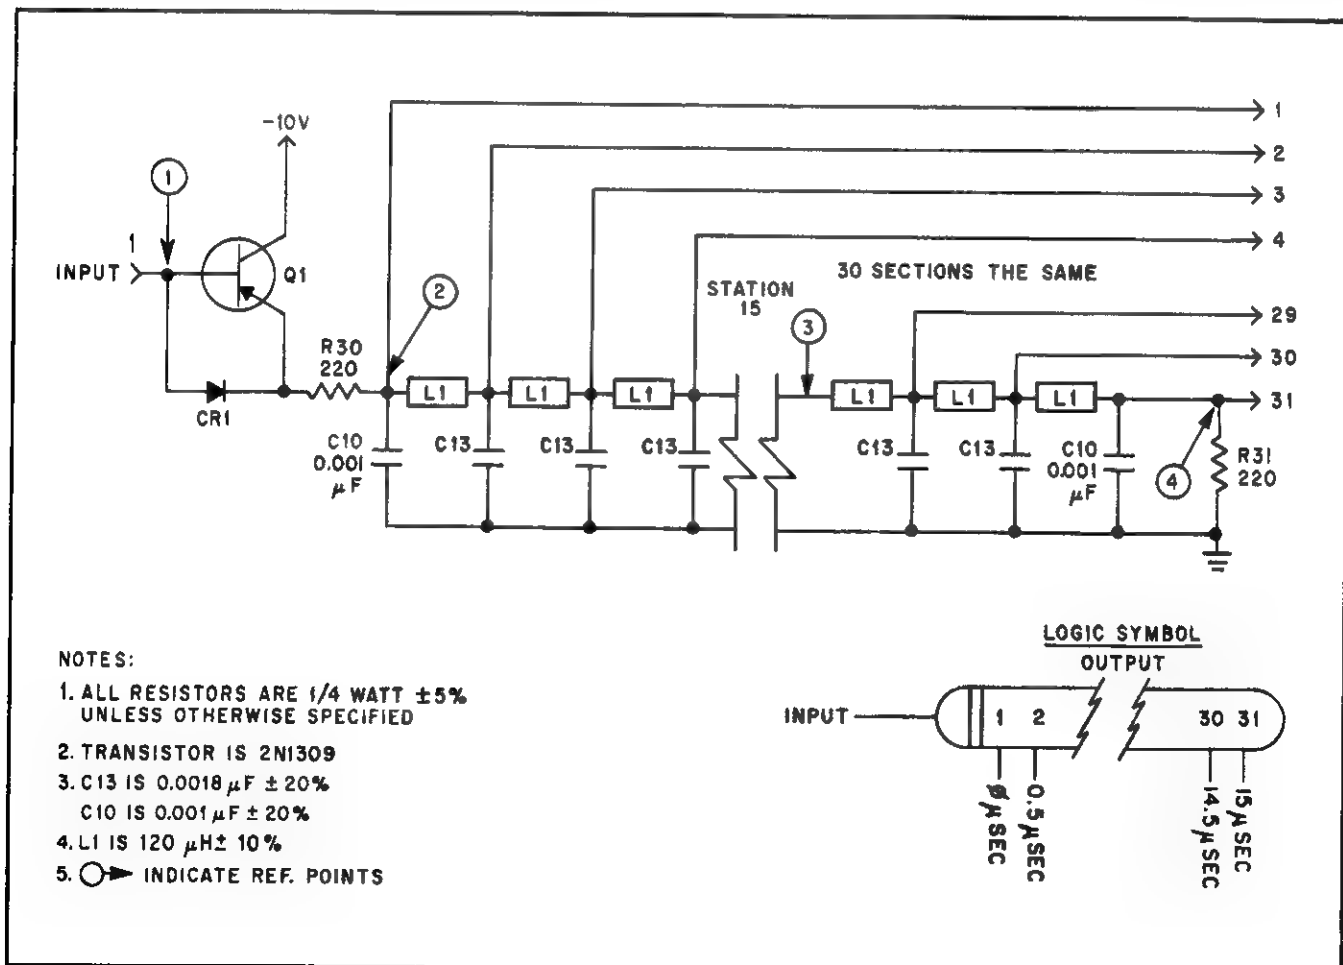 -10V
1
1
INPUT
Q1
CR1
R30
220
2
C10
0.001
µF
L1
L1
L1
C13
C13
C13
1
2
3
4
30 SECTIONS THE SAME
STATION
15
3
29
30
31
L1
L1
L1
C13
C13
C10
0.001
µF
4
R31
220
NOTES:
1. ALL RESISTORS ARE 1/4 WATT ±5%
UNLESS OTHERWISE SPECIFIED
2. TRANSISTOR IS 2N1309
3. C13 IS 0.0018 µF ± 20%
C10 IS 0.001 µF ± 20%
4. L1 IS 120 µH± 10%
5. INDICATE REF. POINTS
LOGIC SYMBOL
OUTPUT
INPUT
1 2 30 31
Ø µSEC
0.5 µSEC
14.5 µSEC
15 µSEC